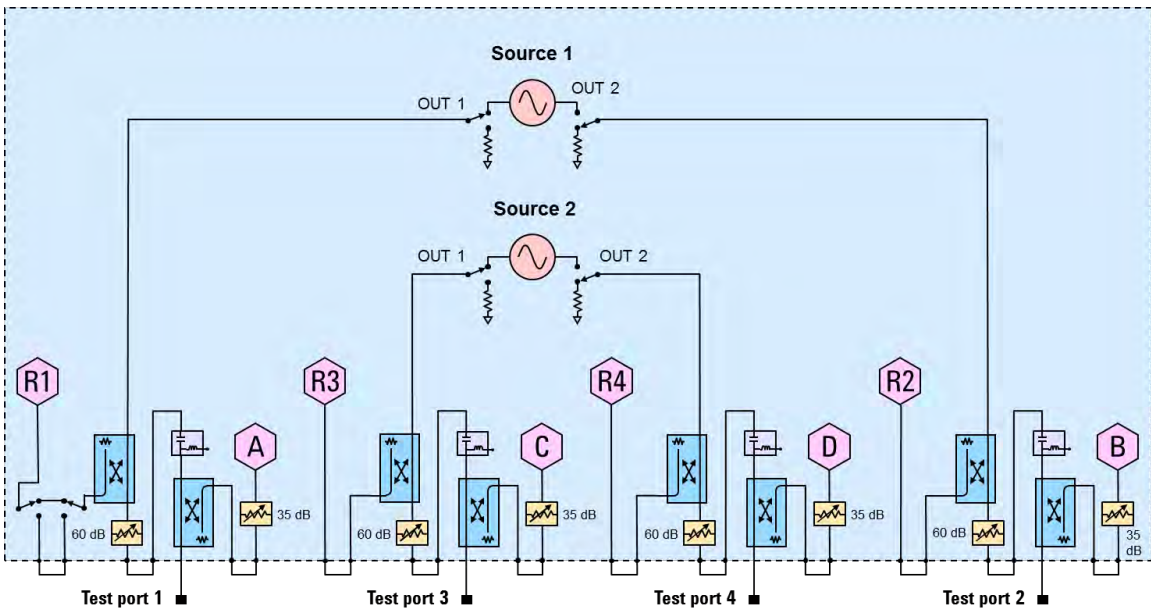 Source 1
OUT 1
OUT 2
Source 2
OUT 1
OUT 2
R1
R3
R4
R2
A
C
D
B
60 dB
35 dB
60 dB
35 dB
60 dB
35 dB
60 dB
35
dB
Test port 1
Test port 3
Test port 4
Test port 2